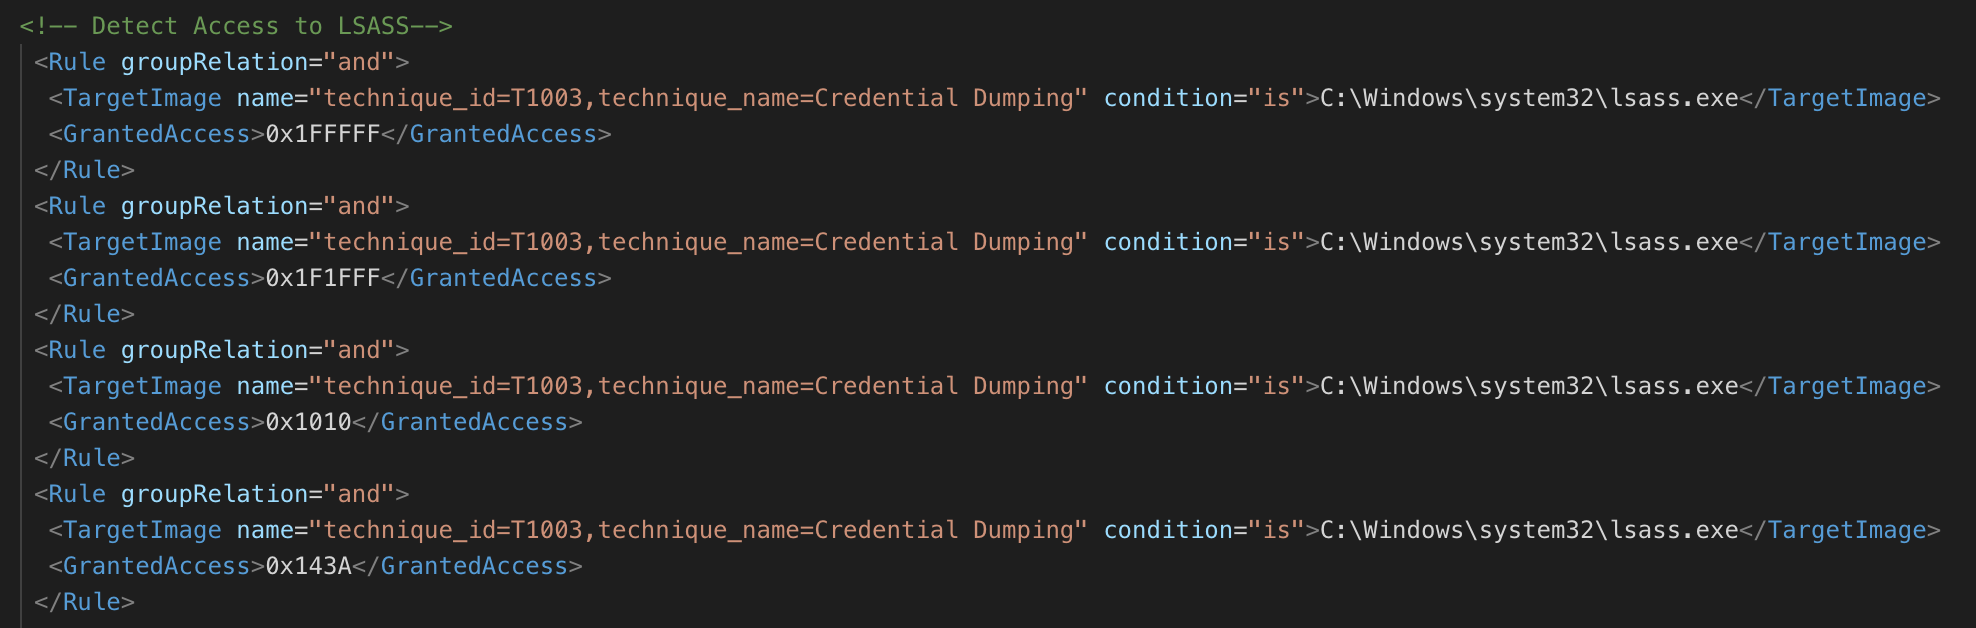 <!-- Detect Access to LSASS-->
<Rule groupRelation="and">
<TargetImage name="technique_id=T1003,technique_name=Credential Dumping" condition="is">C:\Windows\system32\lsass.exe</TargetImage>
<GrantedAccess>0x1FFFFF</GrantedAccess>
</Rule>
<Rule groupRelation="and">
<TargetImage name="technique_id=T1003,technique_name=Credential Dumping" condition="is">C:\Windows\system32\lsass.exe</TargetImage>
<GrantedAccess>0x1F1FFF</GrantedAccess>
</Rule>
<Rule groupRelation="and">
<TargetImage name="technique_id=T1003,technique_name=Credential Dumping" condition="is">C:\Windows\system32\lsass.exe</TargetImage>
<GrantedAccess>0x1010</GrantedAccess>
</Rule>
<Rule groupRelation="and">
<TargetImage name="technique_id=T1003,technique_name=Credential Dumping" condition="is">C:\Windows\system32\lsass.exe</TargetImage>
<GrantedAccess>0x143A</GrantedAccess>
</Rule>